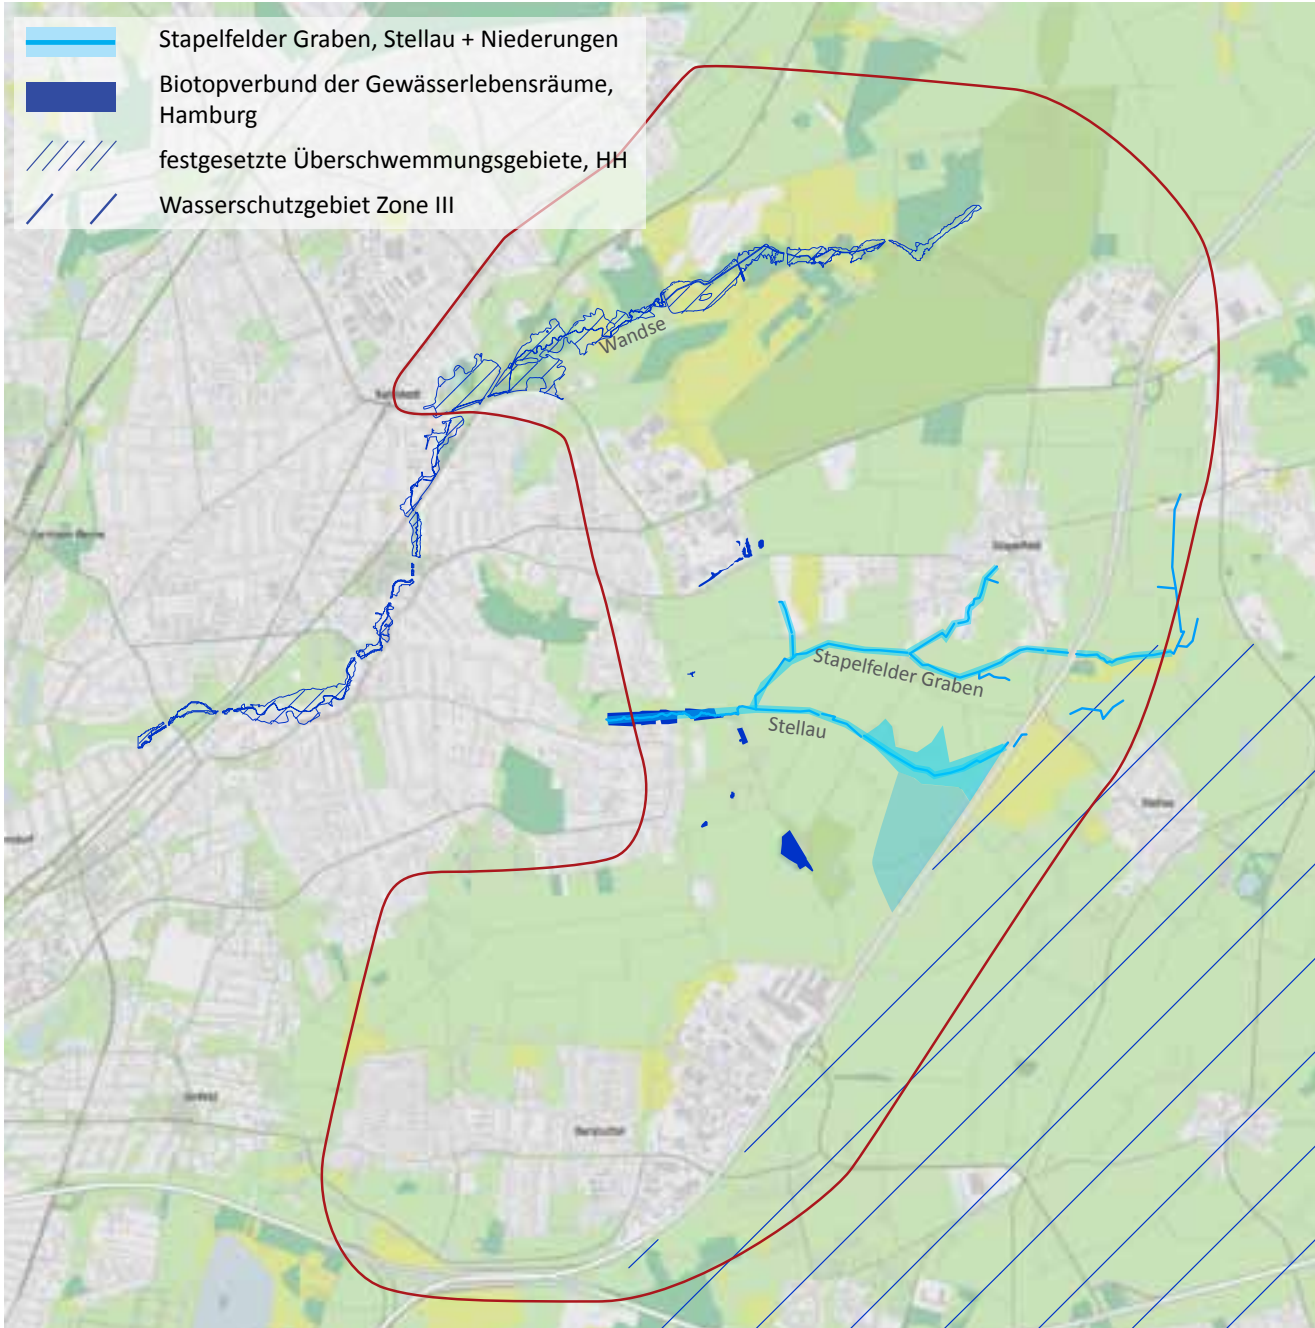 Stapelfelder Graben, Stellau + Niederungen
Biotopverbund der Gewässerlebensräume,
Hamburg
festgesetzte Überschwemmungsgebiete, HH
Wasserschutzgebiet Zone III
Wandse
Stapelfelder Graben
Stellau